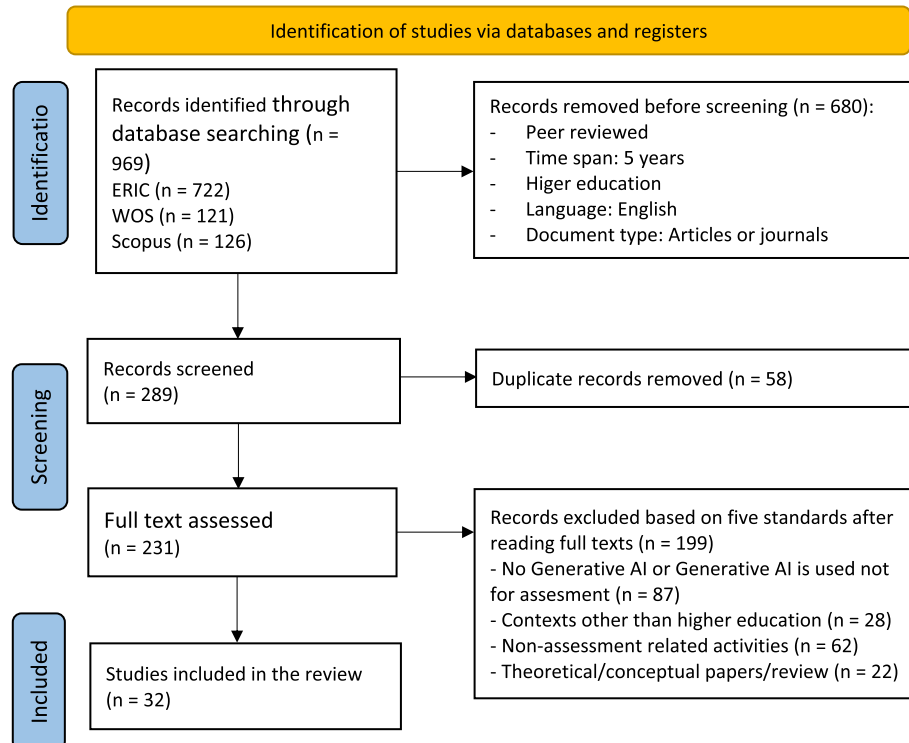 Identification of studies via databases and registers
Identificatio
Records identified through
database searching (n =
969)
ERIC (n = 722)
WOS (n = 121)
Scopus (n = 126)
Records removed before screening (n = 680):
- Peer reviewed
- Time span: 5 years
- Higer education
- Language: English
- Document type: Articles or journals
Screening
Records screened
(n = 289)
Duplicate records removed (n = 58)
Full text assessed
(n = 231)
Records excluded based on five standards after
reading full texts (n = 199)
- No Generative AI or Generative AI is used not
for assesment (n = 87)
- Contexts other than higher education (n = 28)
- Non-assessment related activities (n = 62)
- Theoretical/conceptual papers/review (n = 22)
Included
Studies included in the review
(n = 32)